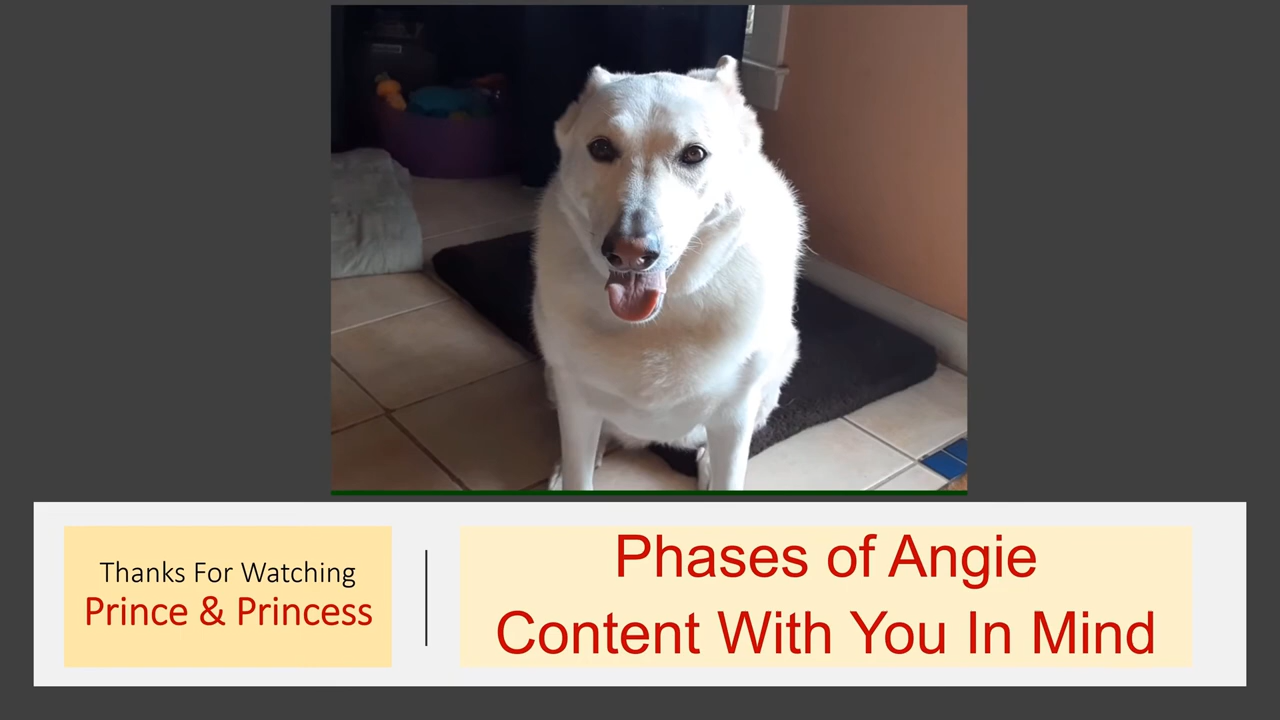 Thanks For Watching
Prince & Princess
Phases of Angie
Content With You In Mind